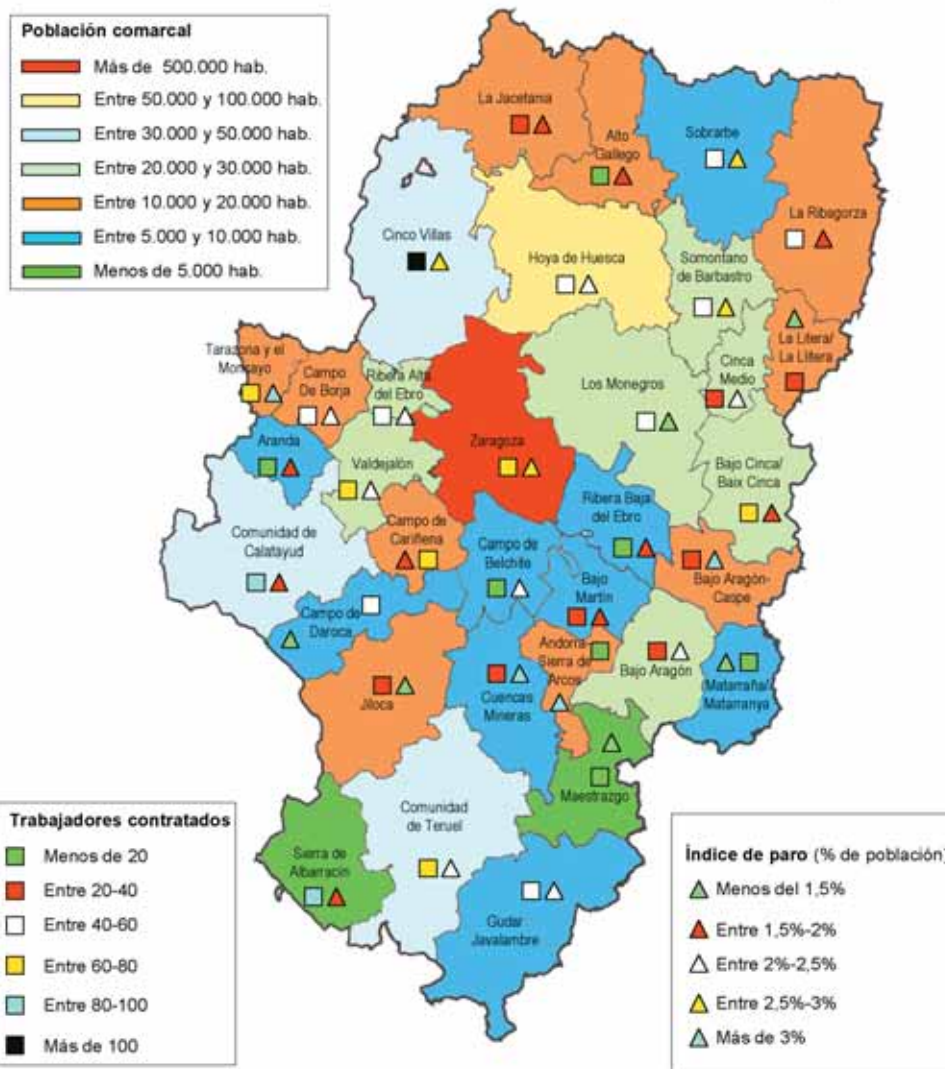 Población comarcal
Más de 500.000 hab.
Entre 50.000 y 100.000 hab.
Entre 30.000 y 50.000 hab.
Entre 20.000 y 30.000 hab.
Entre 10.000 y 20.000 hab.
Entre 5.000 y 10.000 hab.
Menos de 5.000 hab.
La Jacetania
Alto
Gallego
Sobrarbe
La Ribagorza
Cinco Villas
Hoya de Huesca
Somontano
de Barbastro
La Litera/
La Llitera
Cinca
Medio
Tarazona y el
Moncayo
Campo
De Borja
Ribera Alta
del Ebro
Los Monegros
Aranda
Valdejalón
Zaragoza
Bajo Cinca/
Baix Cinca
Ribera Baja
del Ebro
Comunidad de
Calatayud
Campo de
Cariñena
Campo de
Belchite
Bajo
Martín
Bajo Aragón-
Caspe
Campo de
Daroca
Andorra-
Sierra de
Arcos
Bajo Aragón
(Matarraña/
Matarranya
Jiloca
Cuencas
Mineras
Maestrazgo
Comunidad
de Teruel
Sierra de
Albarracín
Gudar
Javalambre
Trabajadores contratados
Menos de 20
Entre 20-40
Entre 40-60
Entre 60-80
Entre 80-100
Más de 100
Índice de paro (% de población)
Menos del 1,5%
Entre 1,5%-2%
Entre 2%-2,5%
Entre 2,5%-3%
Más de 3%